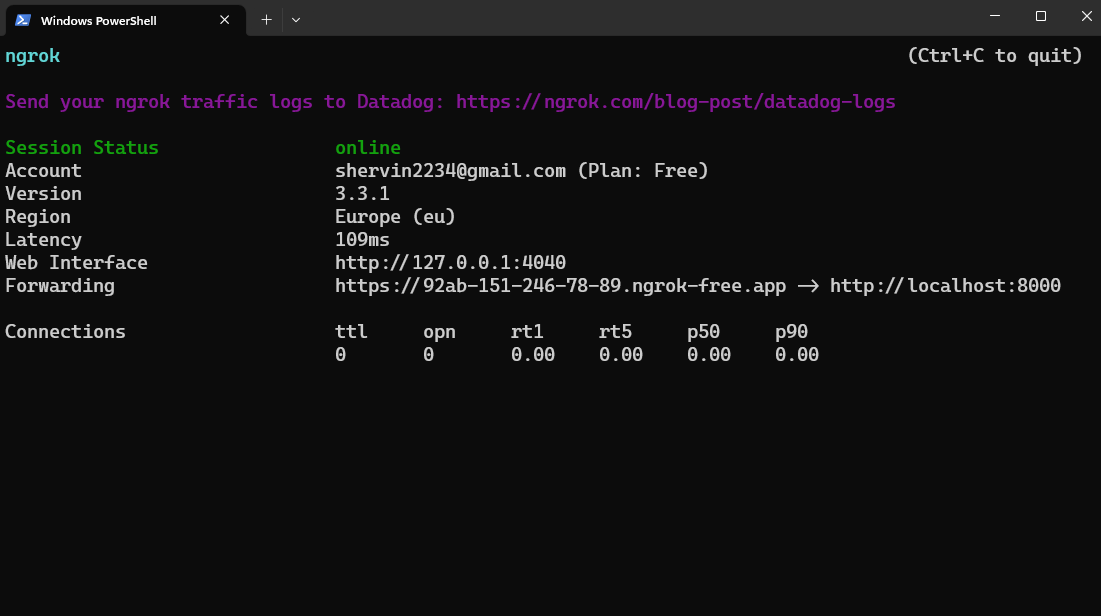 Windows PowerShell
ngrok (Ctrl+C to quit)
Send your ngrok traffic logs to Datadog: https://ngrok.com/blog-post/datadog-logs
Session Status online
Account shervin2234@gmail.com (Plan: Free)
Version 3.3.1
Region Europe (eu)
Latency 109ms
Web Interface http://127.0.0.1:4040
Forwarding https://92ab-151-246-78-89.ngrok-free.app -> http://localhost:8000
Connections ttl opn rt1 rt5 p50 p90
0 0 0.00 0.00 0.00 0.00